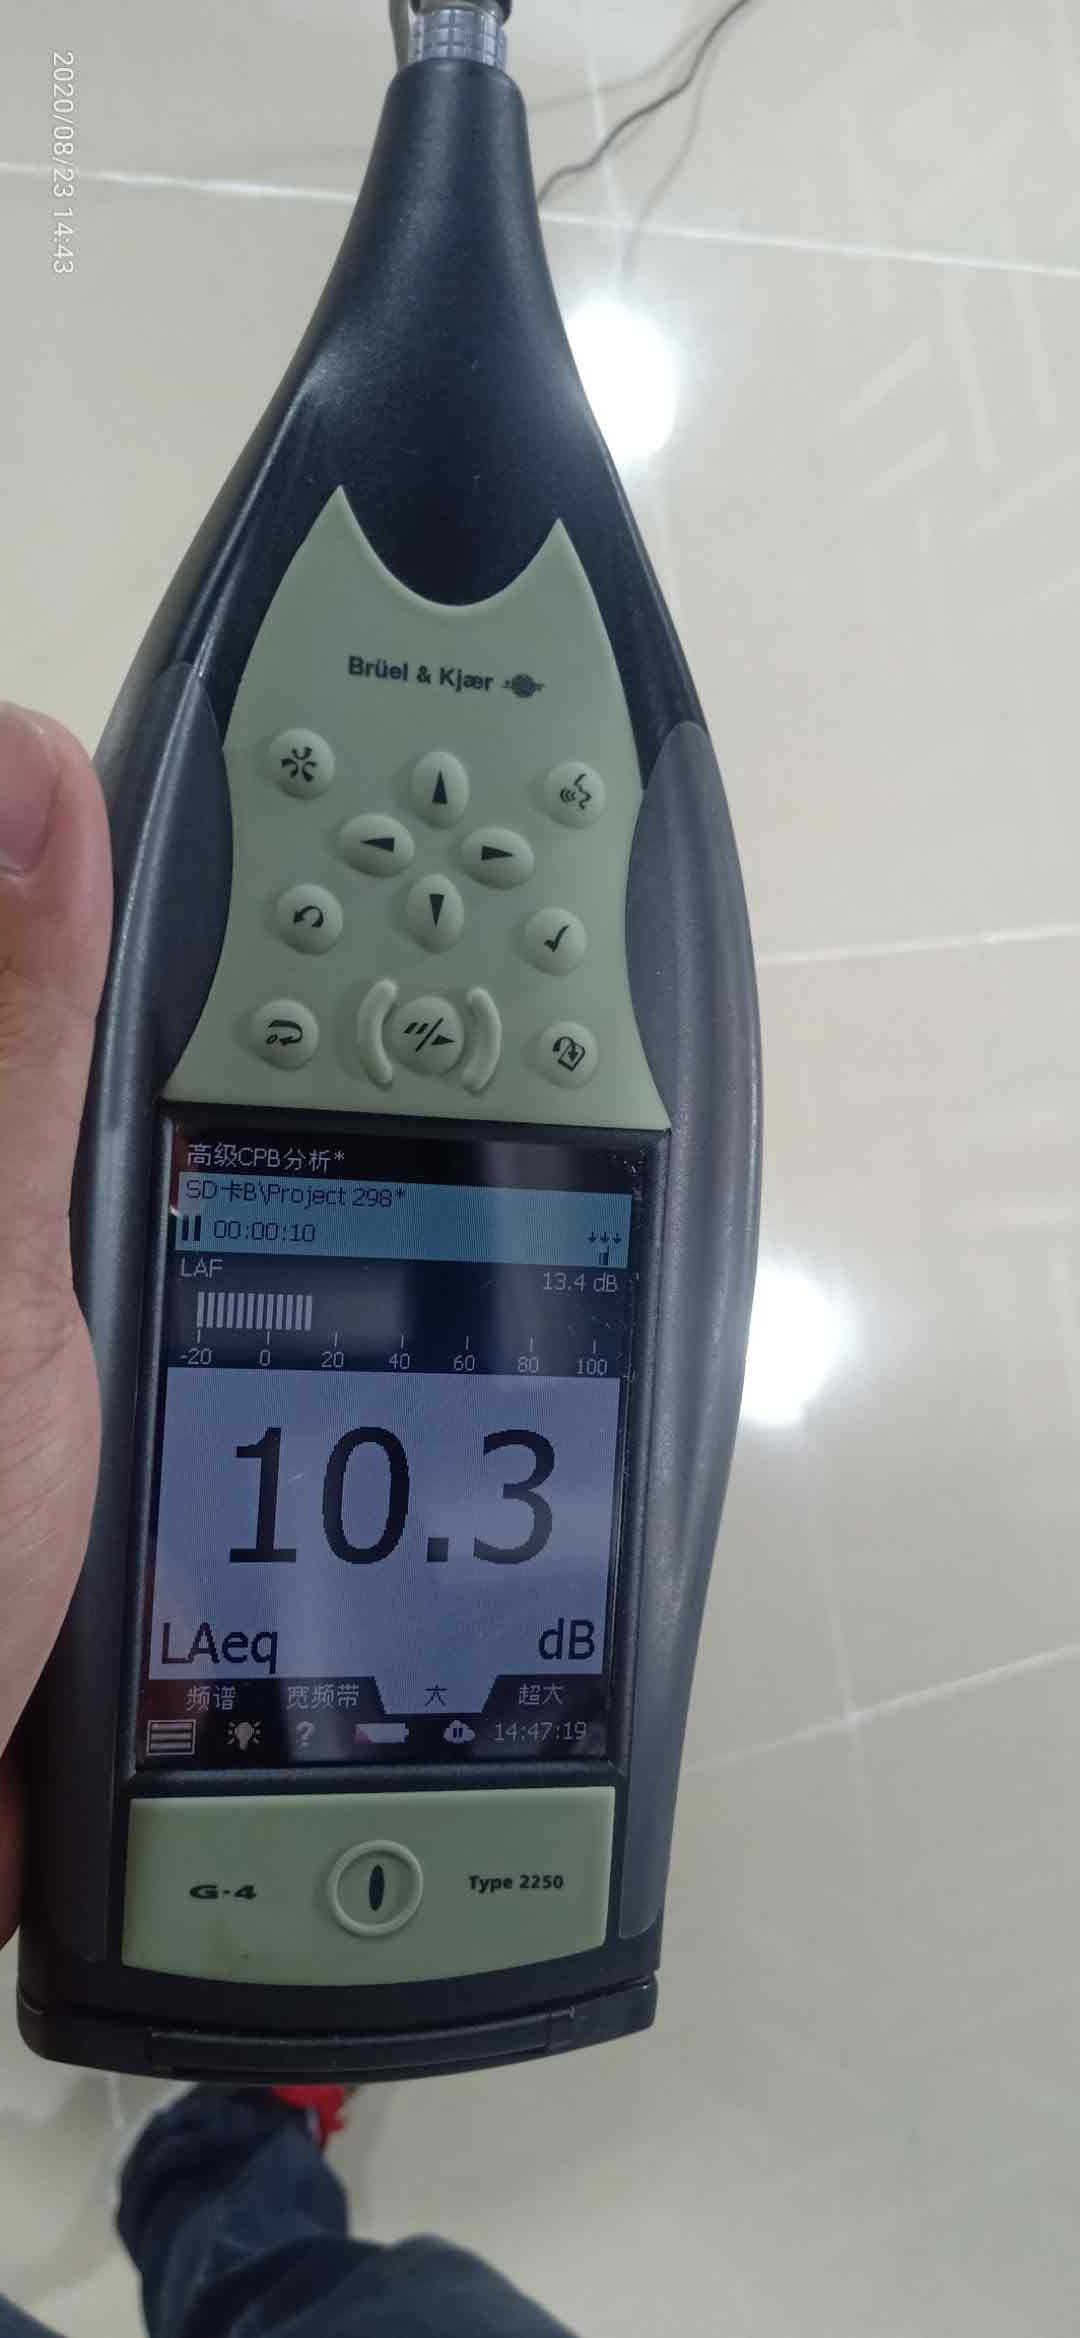 2020/08/23 14:43
Brüel & Kjær
高级CPB分析*
SD卡B\Project 298*
00:00:10
LAF 13.4 dB
-20 0 20 40 60 80 100
10.3
LAeq dB
频谱 宽频带 大 超大
? 14:47:19
G-4 Type 2250